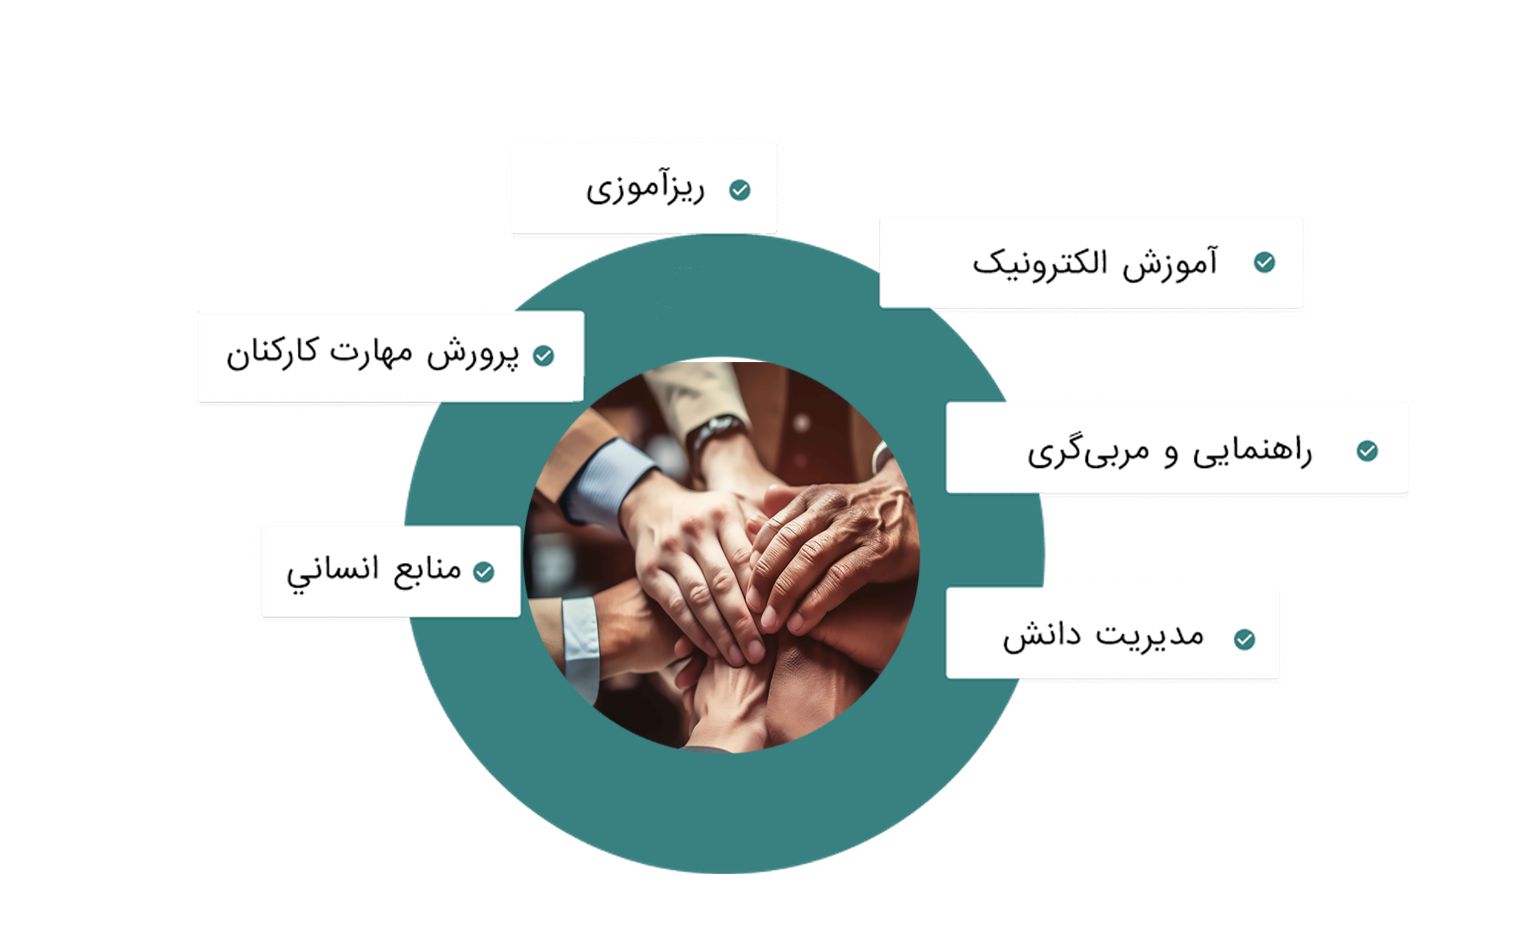 ریزآموزی
آموزش الکترونیک
پرورش مهارت کارکنان
راهنمایی و مربی‌گری
منابع انساني
مدیریت دانش